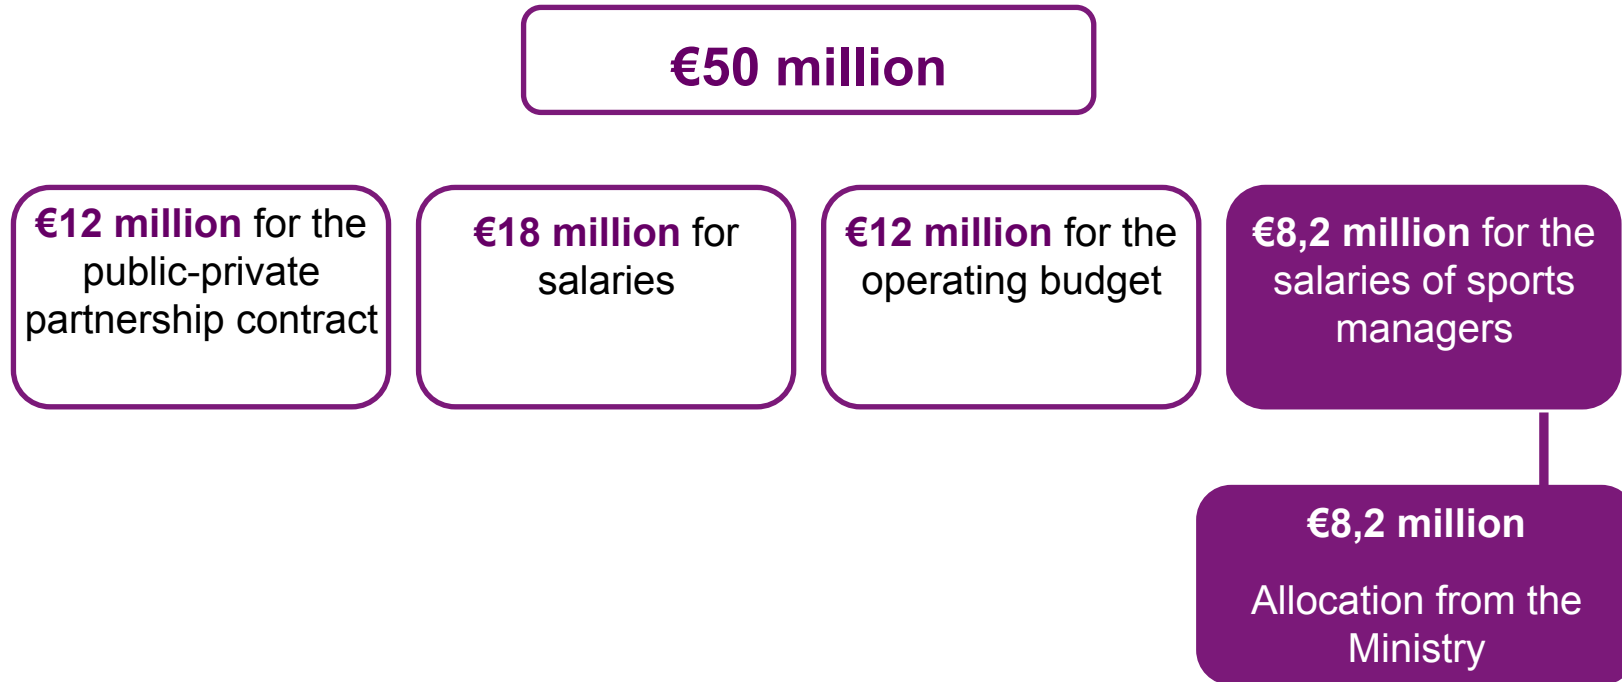 €50 million
€12 million for the
public-private
partnership contract
€18 million for
salaries
€12 million for the
operating budget
€8,2 million for the
salaries of sports
managers
€8,2 million
Allocation from the
Ministry